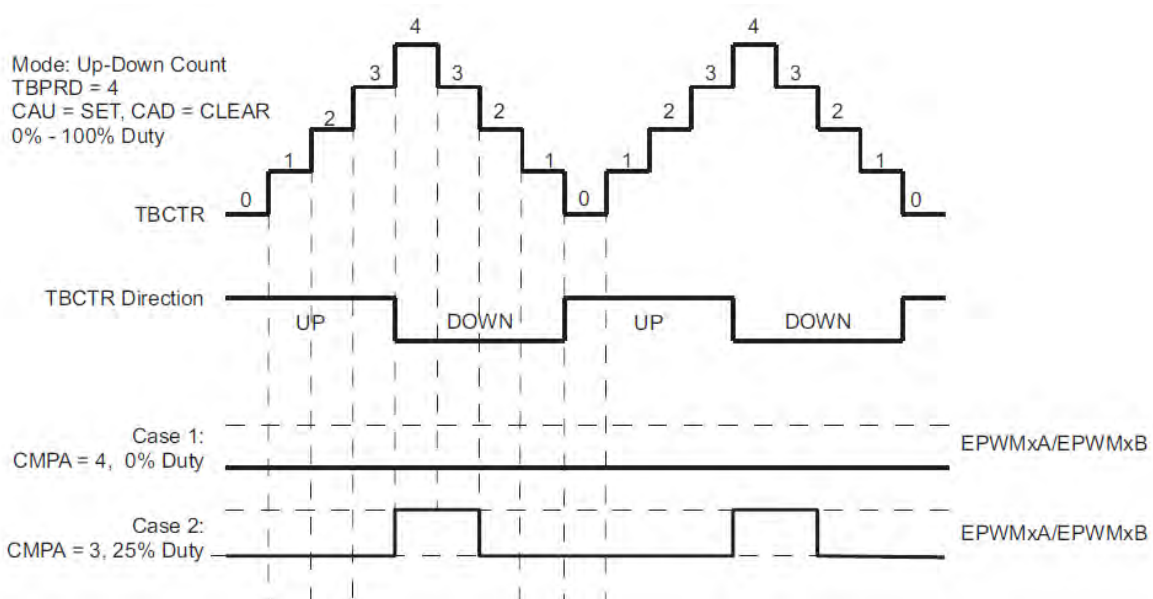 Mode: Up-Down Count
TBPRD = 4
CAU = SET, CAD = CLEAR
0% - 100% Duty
4
4
3
3
3
3
2
2
2
2
1
1
1
1
0
0
0
TBCTR
TBCTR Direction
UP
DOWN
UP
DOWN
Case 1:
CMPA = 4, 0% Duty
EPWMxA/EPWMxB
Case 2:
CMPA = 3, 25% Duty
EPWMxA/EPWMxB